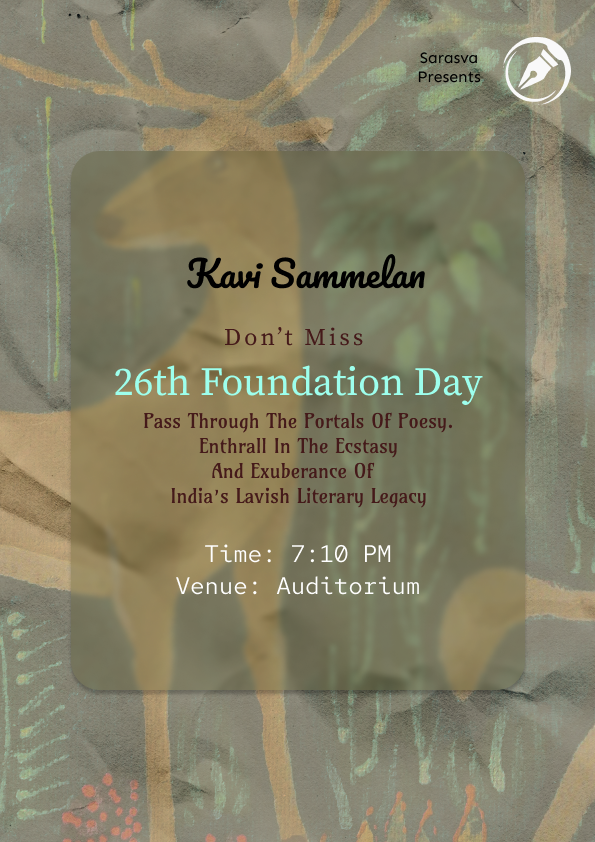 Sarasva
Presents
Kavi Sammelan
Don't Miss
26th Foundation Day
Pass Through The Portals Of Poesy.
Enthrall In The Ecstasy
And Exuberance Of
India's Lavish Literary Legacy
Time: 7:10 PM
Venue: Auditorium